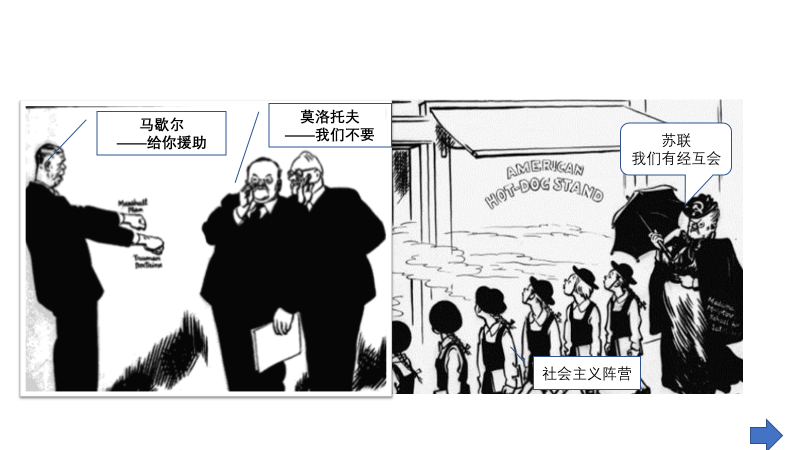 马歇尔
——给你援助
莫洛托夫
——我们不要
Marshall
Plan
Truman
Doctrine
AMERICAN
HOT-DOG STAND
苏联
我们有经互会
社会主义阵营